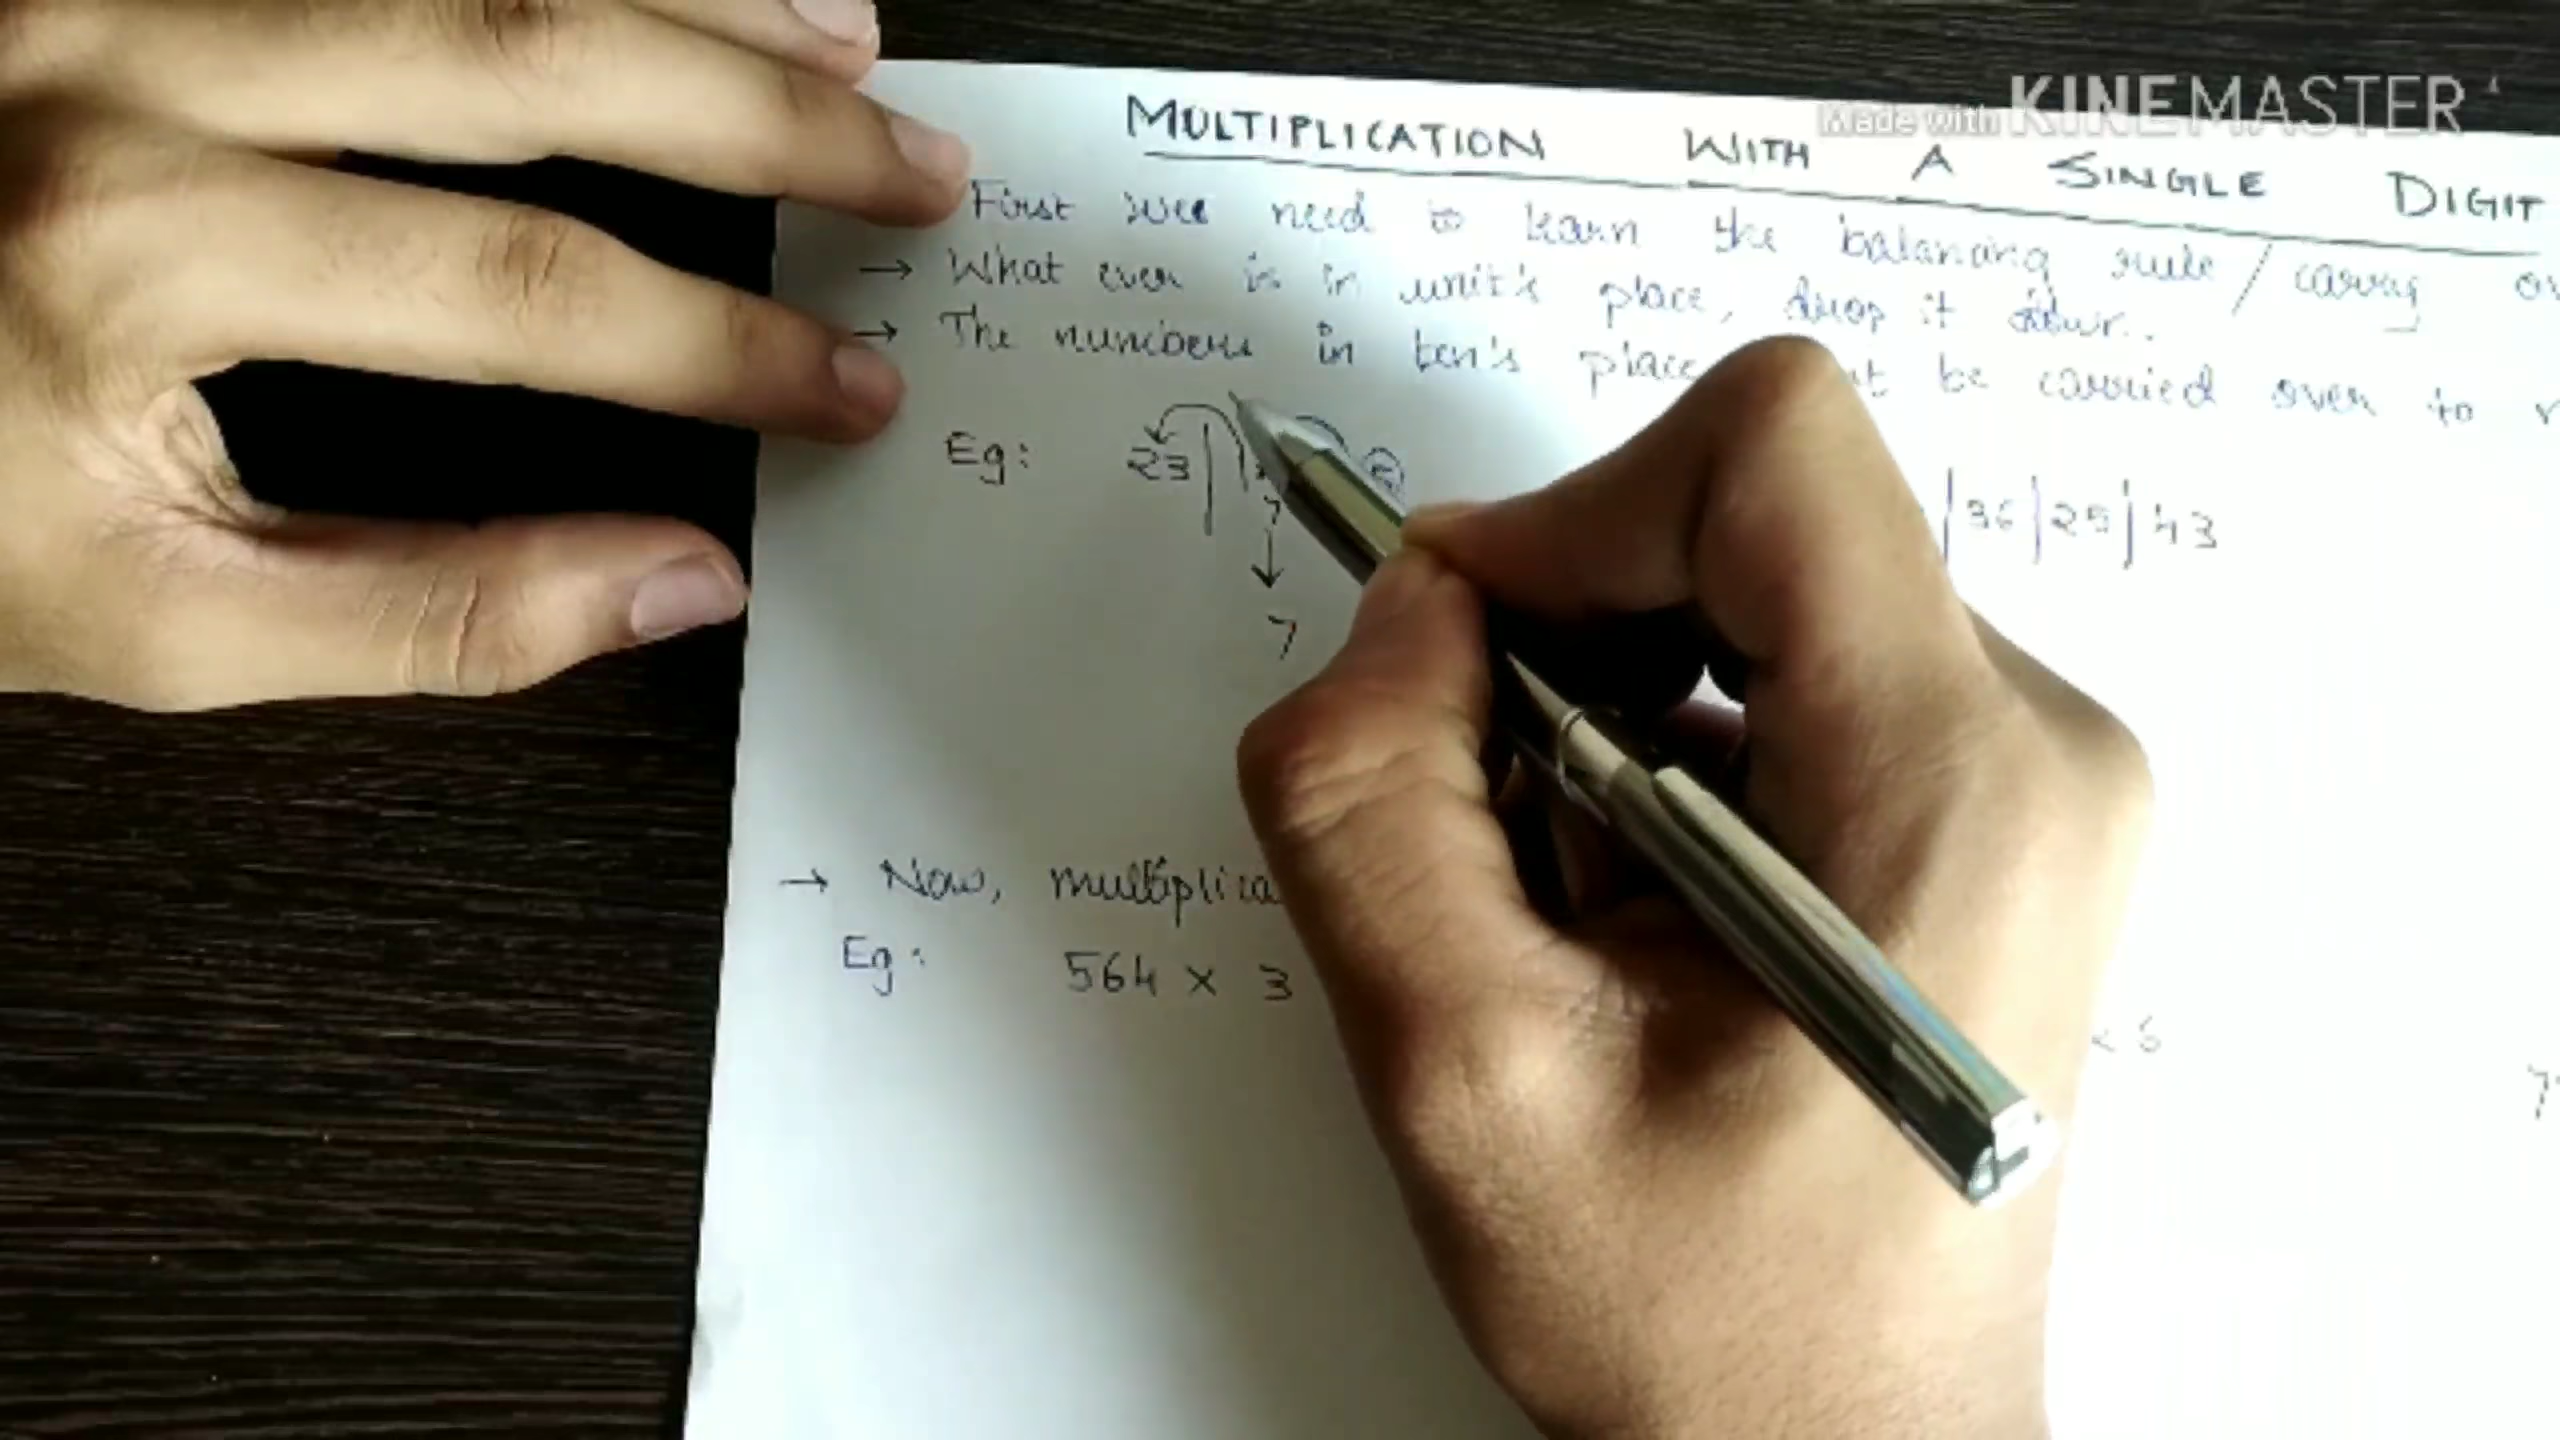 Made with KINEMASTER
MULTIPLICATION WITH A SINGLE DIGIT
First we need to learn the balancing rule / carry
→ What ever is in unit's place, drop it down.
→ The numbers in ten's place be carried over to
Eg: 23 |
| 36 | 25 | 43
7
7
→ Now,
Eg: 564 × 3